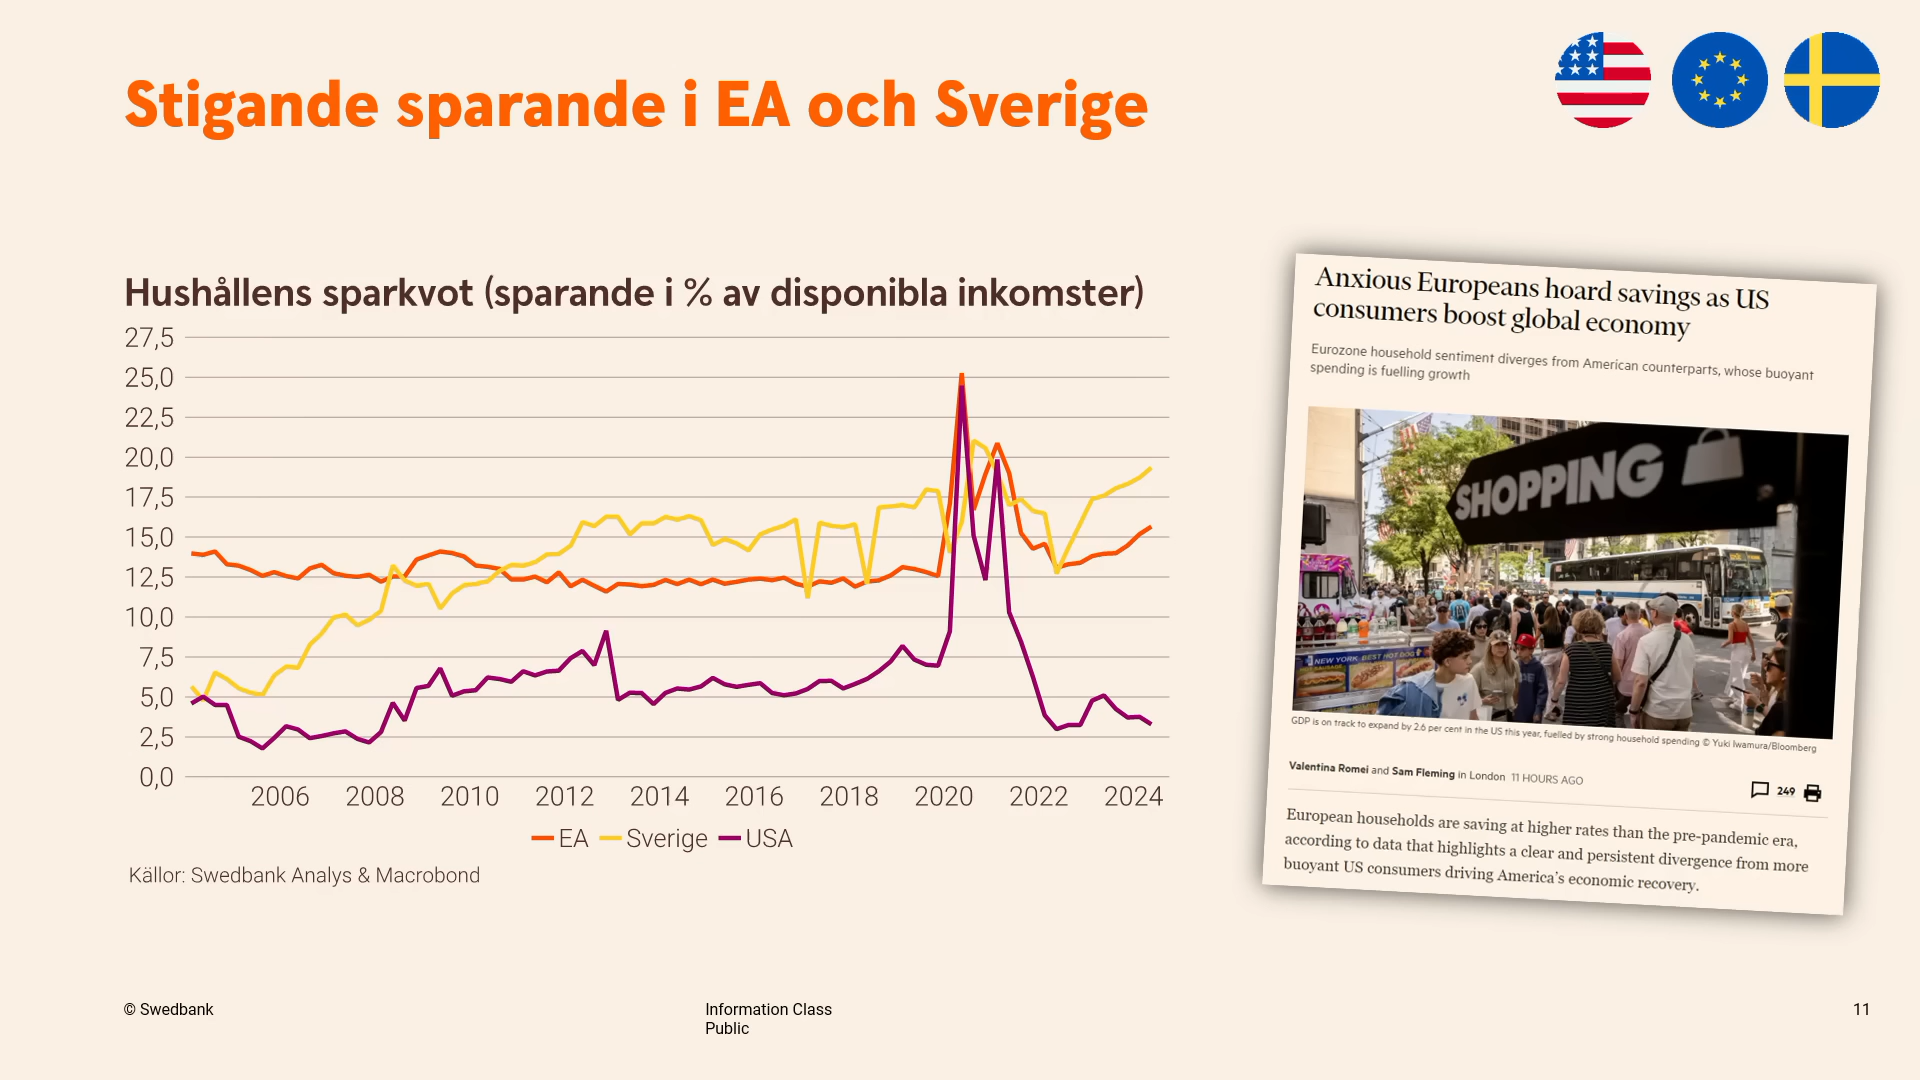 Stigande sparande i EA och Sverige
Hushållens sparkvot (sparande i % av disponibla inkomster)
27,5
25,0
22,5
20,0
17,5
15,0
12,5
10,0
7,5
5,0
2,5
0,0
2006 2008 2010 2012 2014 2016 2018 2020 2022 2024
EA Sverige USA
Källor: Swedbank Analys & Macrobond
Anxious Europeans hoard savings as US
consumers boost global economy
Eurozone household sentiment diverges from American counterparts, whose buoyant
spending is fuelling growth
SHOPPING
NEW YORK BEST HOT DOG
GDP is on track to expand by 2.6 per cent in the US this year, fuelled by strong household spending © Yuki Iwamura/Bloomberg
Valentina Romei and Sam Fleming in London 11 HOURS AGO
249
European households are saving at higher rates than the pre-pandemic era,
according to data that highlights a clear and persistent divergence from more
buoyant US consumers driving America's economic recovery.
© Swedbank
Information Class
Public
11